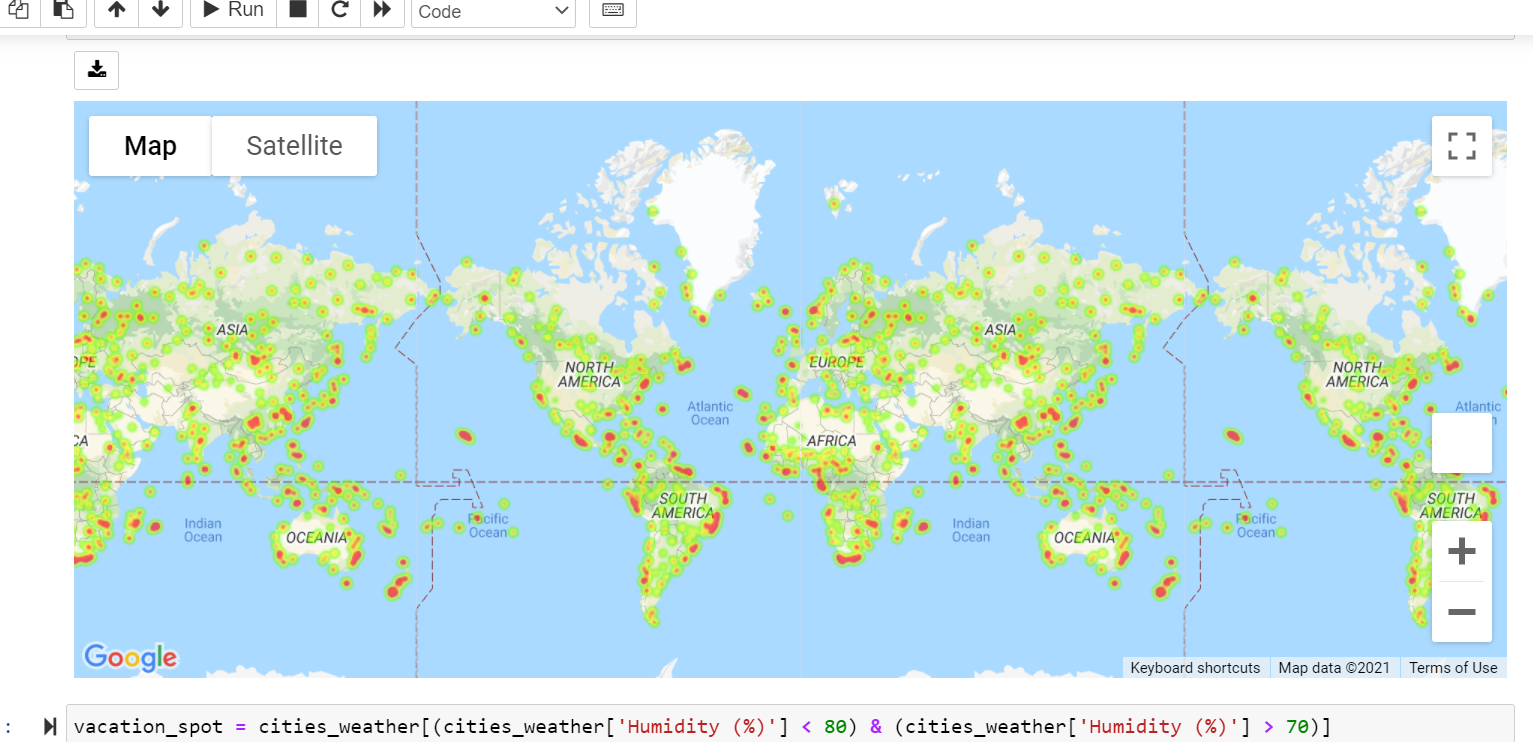 Run
Code
Map
Satellite
ASIA
ASIA
OPE
NORTH
AMERICA
EUROPE
NORTH
AMERICA
Atlantic
Ocean
Atlantic
CA
AFRICA
SOUTH
AMERICA
SOUTH
AMERICA
Indian
Ocean
Pacific
Ocean
Indian
Ocean
Pacific
Ocean
OCEANIA
OCEANIA
Google
Keyboard shortcuts Map data ©2021 Terms of Use
: vacation_spot = cities_weather[(cities_weather['Humidity (%)'] < 80) & (cities_weather['Humidity (%)'] > 70)]